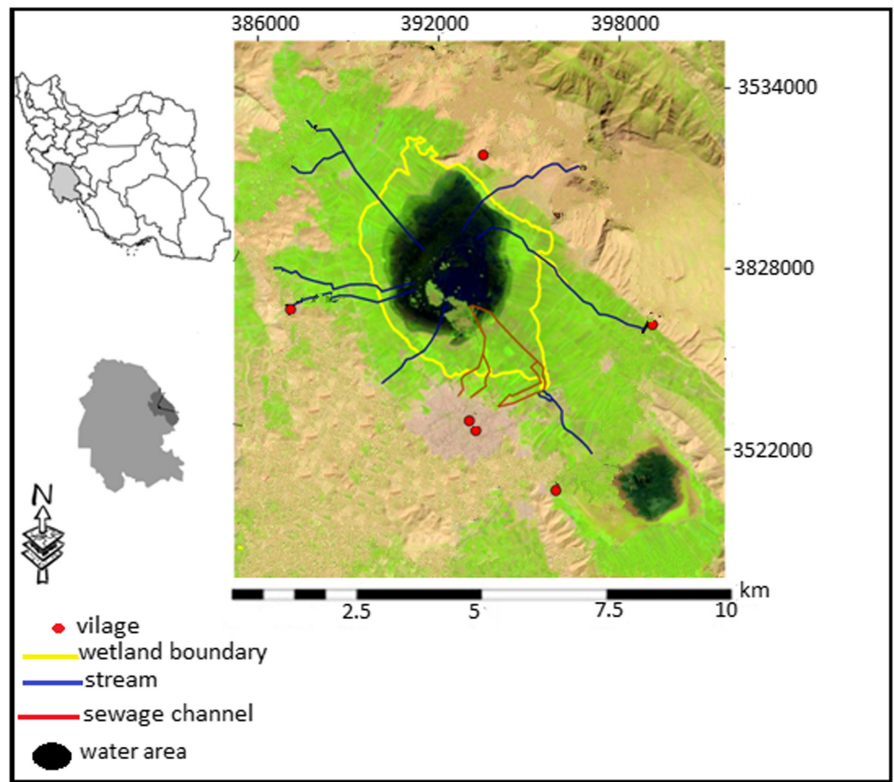 386000 392000 398000
3534000
3828000
3522000
N
km
2.5 5 7.5 10
vilage
wetland boundary
stream
sewage channel
water area